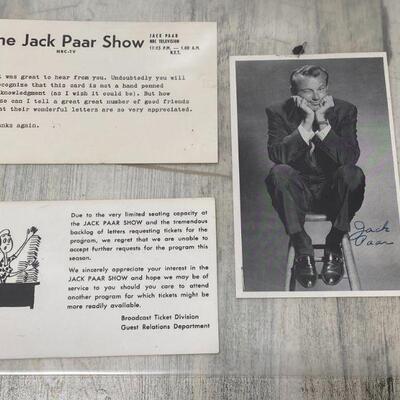 he Jack Paar Show
NBC-TV
JACK PAAR
NBC TELEVISION
11:15 P.M. — 1.00 A.M.
N.Y.T.
t was great to hear from you. Undoubtedly you will
ecognize that this card is not a hand penned
cknowledgment (as I wish it could be). But how
se can I tell a great great number of good friends
at their wonderful letters are so very appreciated.
anks again.
Due to the very limited seating capacity at
the JACK PAAR SHOW and the tremendous
backlog of letters requesting tickets for the
program, we regret that we are unable to
accept further requests for the program this
season.
We sincerely appreciate your interest in the
JACK PAAR SHOW and hope we may be of
service to you should you care to attend
another program for which tickets might be
more readily available.
Broadcast Ticket Division
Guest Relations Department
Jack
Paar